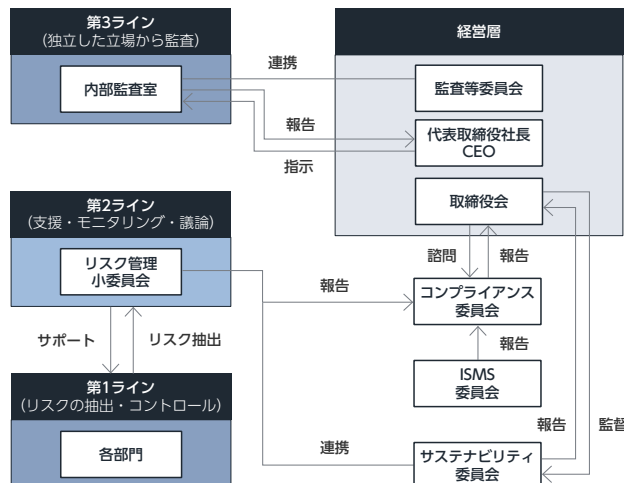 第3ライン
(独立した立場から監査)
内部監査室
経営層
連携
監査等委員会
報告
代表取締役社長
CEO
指示
取締役会
第2ライン
(支援・モニタリング・議論)
リスク管理
小委員会
諮問
報告
報告
コンプライアンス
委員会
サポート
リスク抽出
報告
ISMS
委員会
第1ライン
(リスクの抽出・コントロール)
各部門
報告
監督
連携
サステナビリティ
委員会